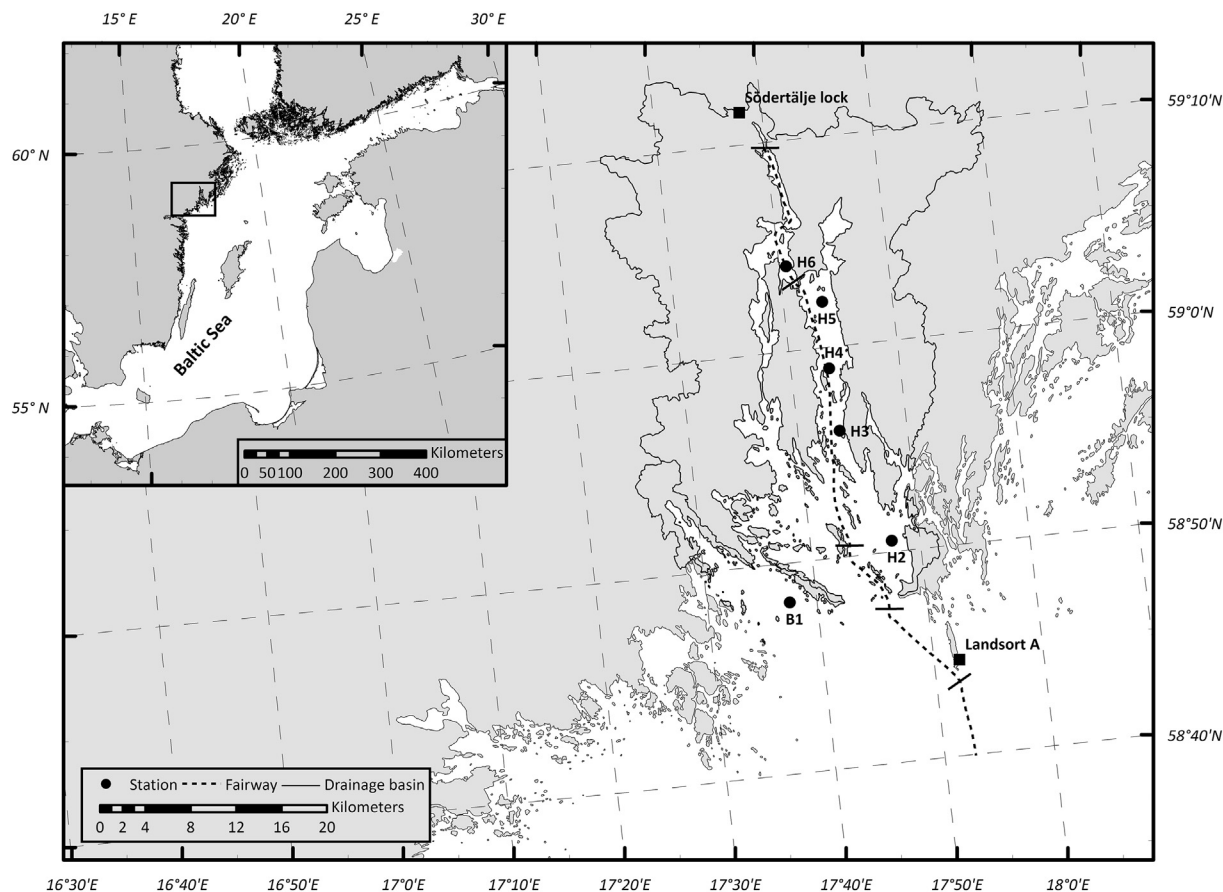 15° E 20° E 25° E 30° E
60° N
55° N
Baltic Sea
Kilometers
0 50 100 200 300 400
Södertälje lock
H6
H5
H4
H3
H2
B1
Landsort A
59°10'N
59°0'N
58°50'N
58°40'N
Station Fairway Drainage basin
Kilometers
0 2 4 8 12 16 20
16°30'E 16°40'E 16°50'E 17°0'E 17°10'E 17°20'E 17°30'E 17°40'E 17°50'E 18°0'E